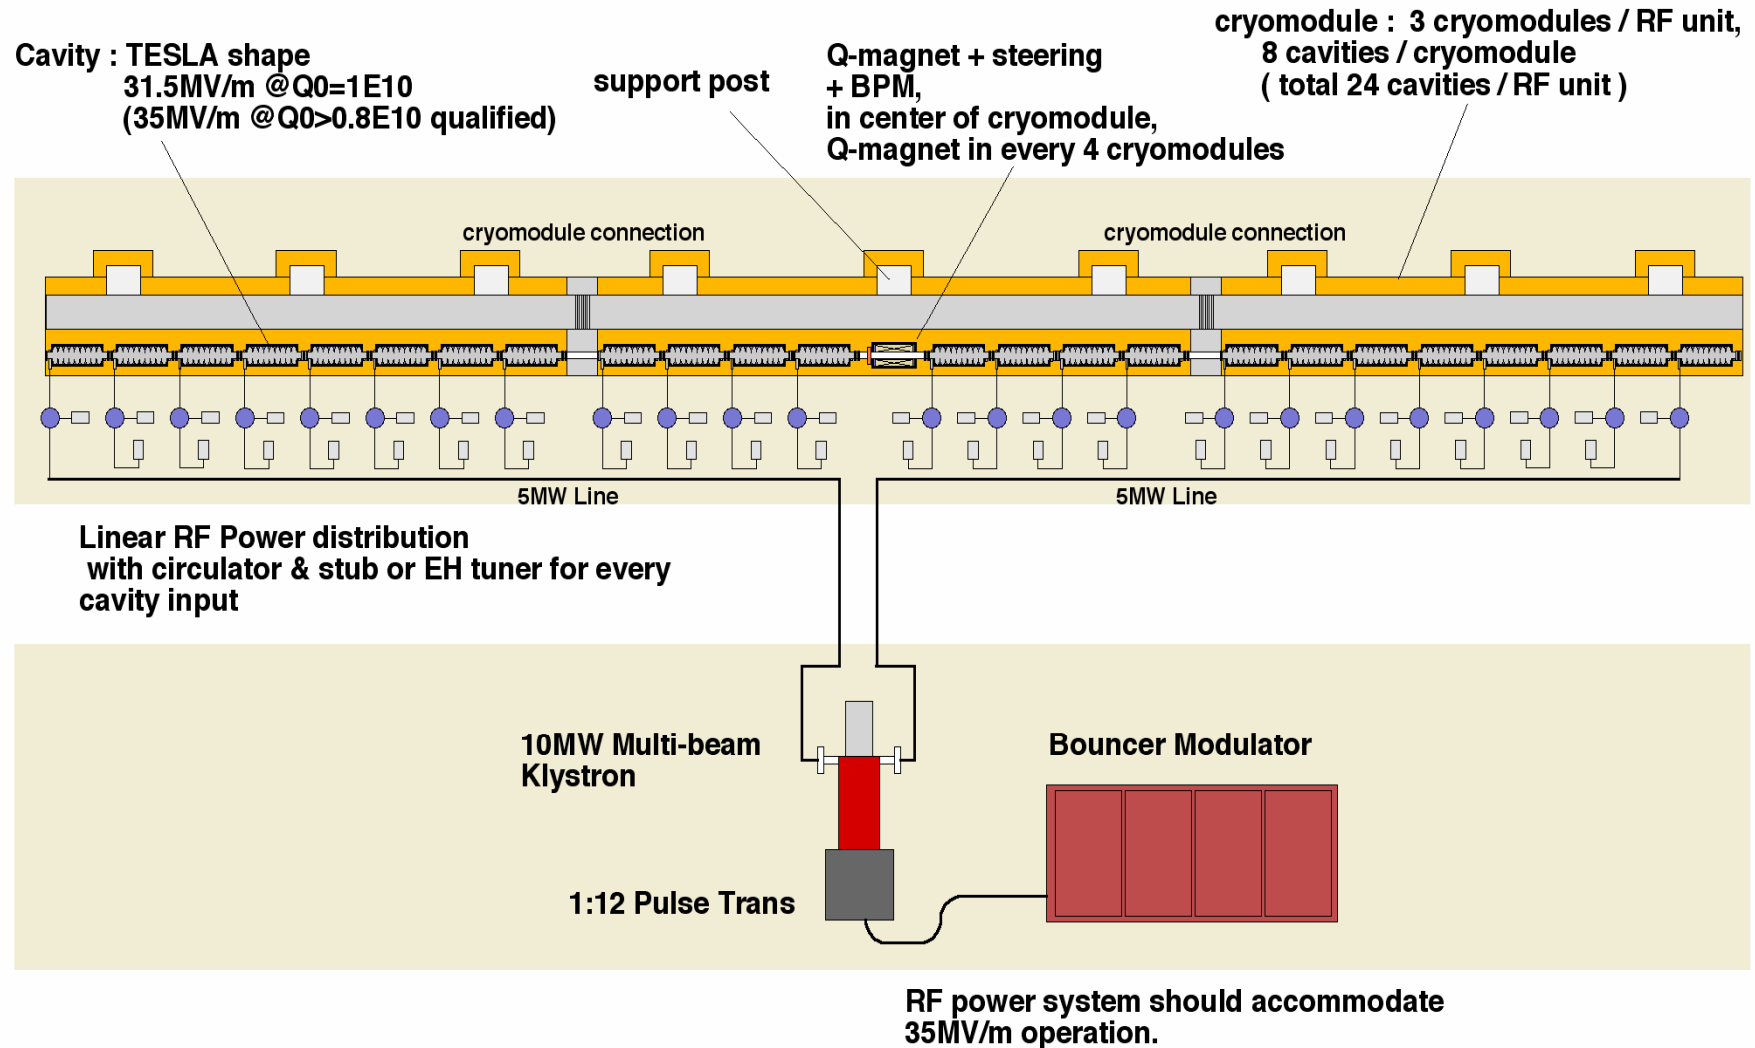 Cavity : TESLA shape
31.5MV/m @Q0=1E10
(35MV/m @Q0>0.8E10 qualified)
support post
Q-magnet + steering
+ BPM,
in center of cryomodule,
Q-magnet in every 4 cryomodules
cryomodule : 3 cryomodules / RF unit,
8 cavities / cryomodule
( total 24 cavities / RF unit )
cryomodule connection
cryomodule connection
5MW Line
5MW Line
Linear RF Power distribution
with circulator & stub or EH tuner for every
cavity input
10MW Multi-beam
Klystron
Bouncer Modulator
1:12 Pulse Trans
RF power system should accommodate
35MV/m operation.